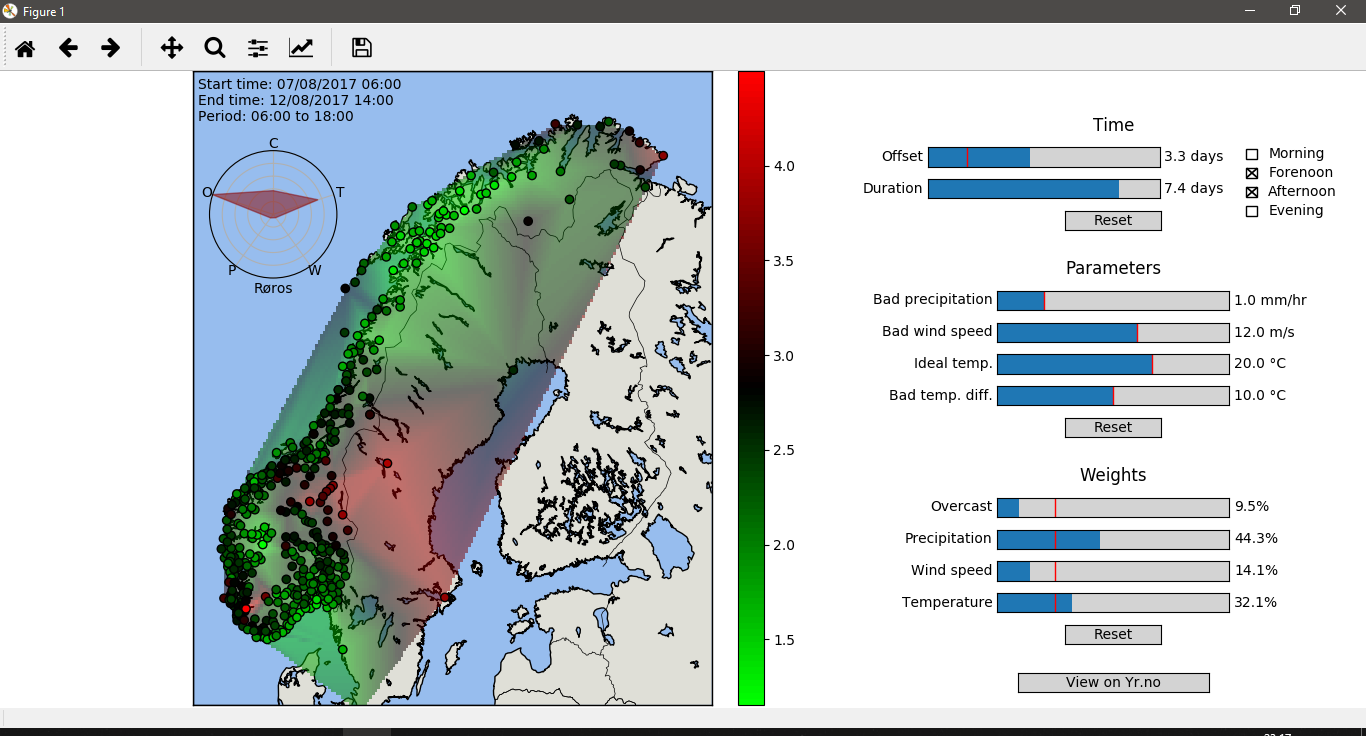 Figure 1
Start time: 07/08/2017 06:00
End time: 12/08/2017 14:00
Period: 06:00 to 18:00
C
O
T
P
W
Røros
4.0
3.5
3.0
2.5
2.0
1.5
Time
Offset 3.3 days
Duration 7.4 days
Morning
Forenoon
Afternoon
Evening
Reset
Parameters
Bad precipitation 1.0 mm/hr
Bad wind speed 12.0 m/s
Ideal temp. 20.0 °C
Bad temp. diff. 10.0 °C
Reset
Weights
Overcast 9.5%
Precipitation 44.3%
Wind speed 14.1%
Temperature 32.1%
Reset
View on Yr.no